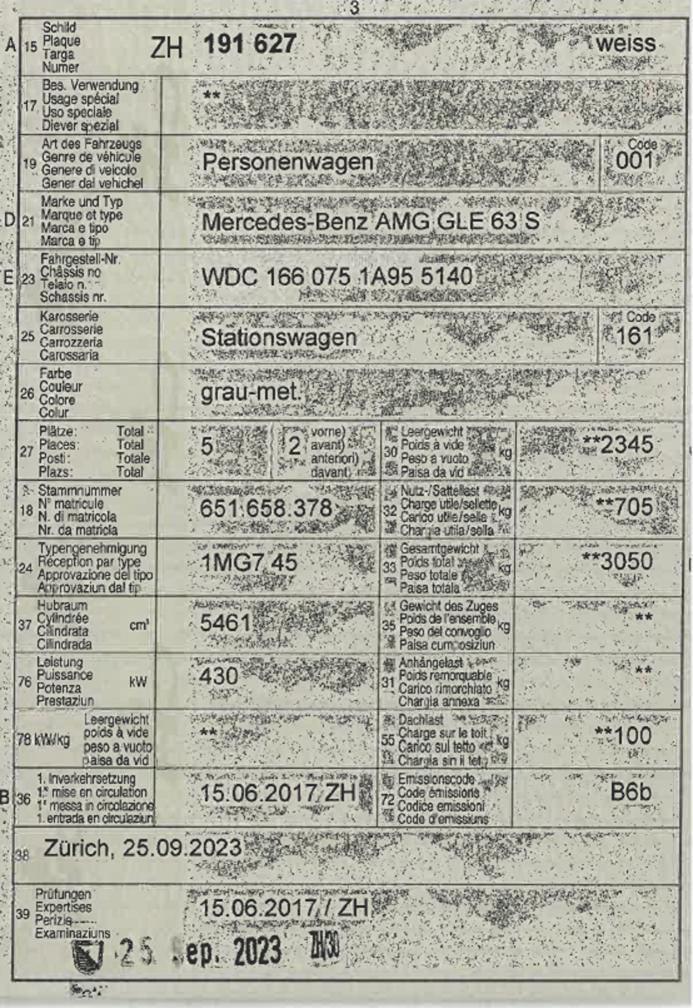 3
A 15 Schild
Plaque
Targa
Numer
ZH 191 627 weiss
17 Bes. Verwendung
Usage spécial
Uso speciale
Diever spezial
**
19 Art des Fahrzeugs
Genre de véhicule
Genere di veicolo
Gener dal vehichel
Personenwagen
Code
001
D 21 Marke und Typ
Marque et type
Marca e tipo
Marca e tip
Mercedes-Benz AMG GLE 63 S
E 23 Fahrgestell-Nr.
Châssis no
Telaio n.
Schassis nr.
WDC 166 075 1A95 5140
25 Karosserie
Carrosserie
Carrozzeria
Carossaria
Stationswagen
Code
161
26 Farbe
Couleur
Colore
Colur
grau-met.
27 Plätze: Total
Places: Total
Posti: Totale
Plazs: Total
5 ( 2 vorne)
avant)
anteriori)
davant)
30 Leergewicht
Poids à vide
Peso a vuoto
Paisa da vid
kg
**2345
18 Stammnummer
N° matricule
N. di matricola
Nr. da matricla
651.658.378
32 Nutz-/Sattellast
Charge utile/sellette
Carico utile/sella
Chargia utila/sella
kg
**705
24 Typengenehmigung
Réception par type
Approvazione del tipo
Approvaziun dal tip
1MG7 45
33 Gesamtgewicht
Poids total
Peso totale
Paisa totala
kg
**3050
37 Hubraum
Cylindrée
Cilindrata
Cilindrada
cm³
5461
35 Gewicht des Zuges
Poids de l'ensemble
Peso del convoglio
Paisa cumposiziun
kg
**
76 Leistung
Puissance
Potenza
Prestaziun
kW
430
31 Anhängelast
Poids remorquable
Carico rimorchiato
Chargia annexa
kg
**
78 kW/kg Leergewicht
poids à vide
peso a vuoto
paisa da vid
**
55 Dachlast
Charge sur le toit
Carico sul tetto
Chargia sin il tetg
kg
**100
B 36 1. Inverkehrsetzung
1.ʳᵉ mise en circulation
1.ª messa in circolazione
1. entrada en circulaziun
15.06.2017 ZH
72 Emissionscode
Code émissions
Codice emissioni
Code d'emissiuns
B6b
38 Zürich, 25.09.2023
39 Prüfungen
Expertises
Perizie
Examinaziuns
15.06.2017 / ZH
25 Sep. 2023 ZH/30